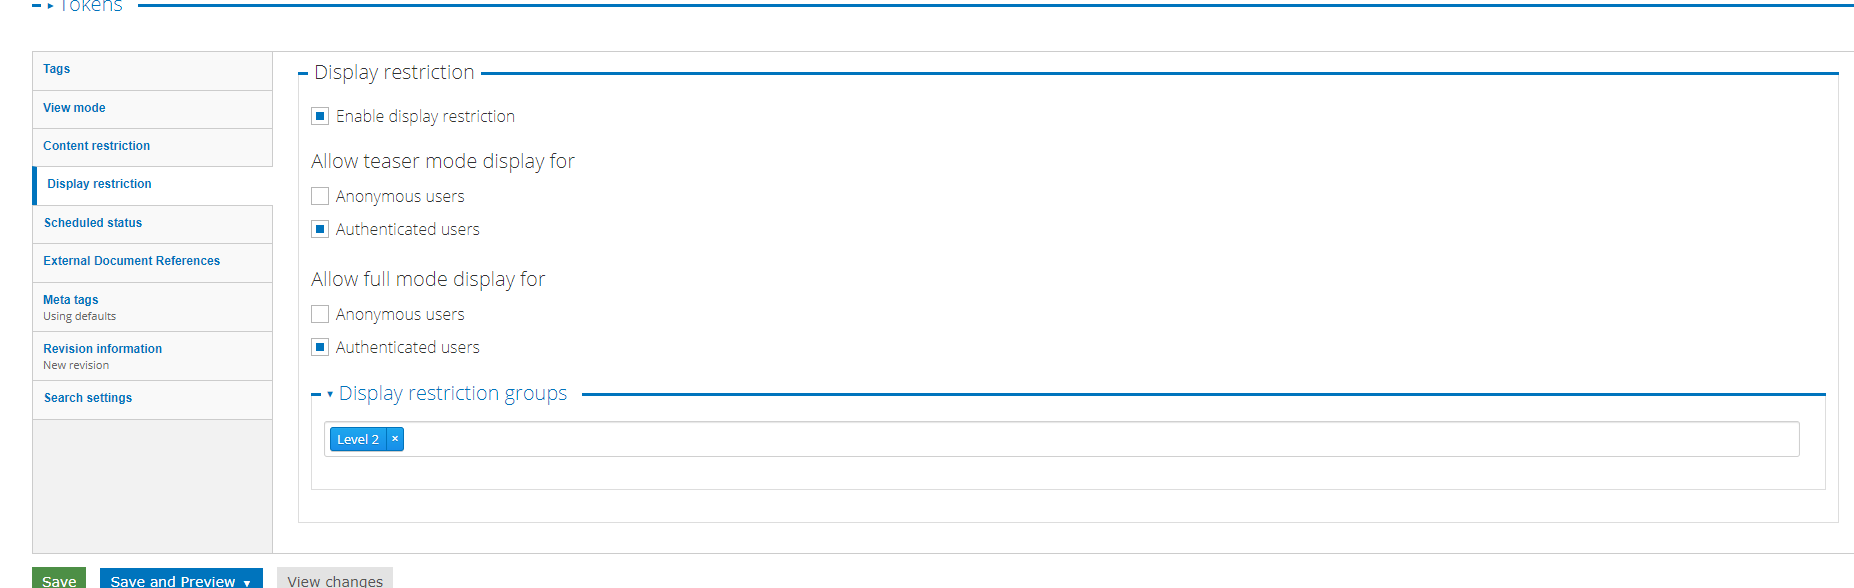 Tokens
Tags
View mode
Content restriction
Display restriction
Scheduled status
External Document References
Meta tags
Using defaults
Revision information
New revision
Search settings
Display restriction
Enable display restriction
Allow teaser mode display for
Anonymous users
Authenticated users
Allow full mode display for
Anonymous users
Authenticated users
Display restriction groups
Level 2 ×
Save
Save and Preview
View changes